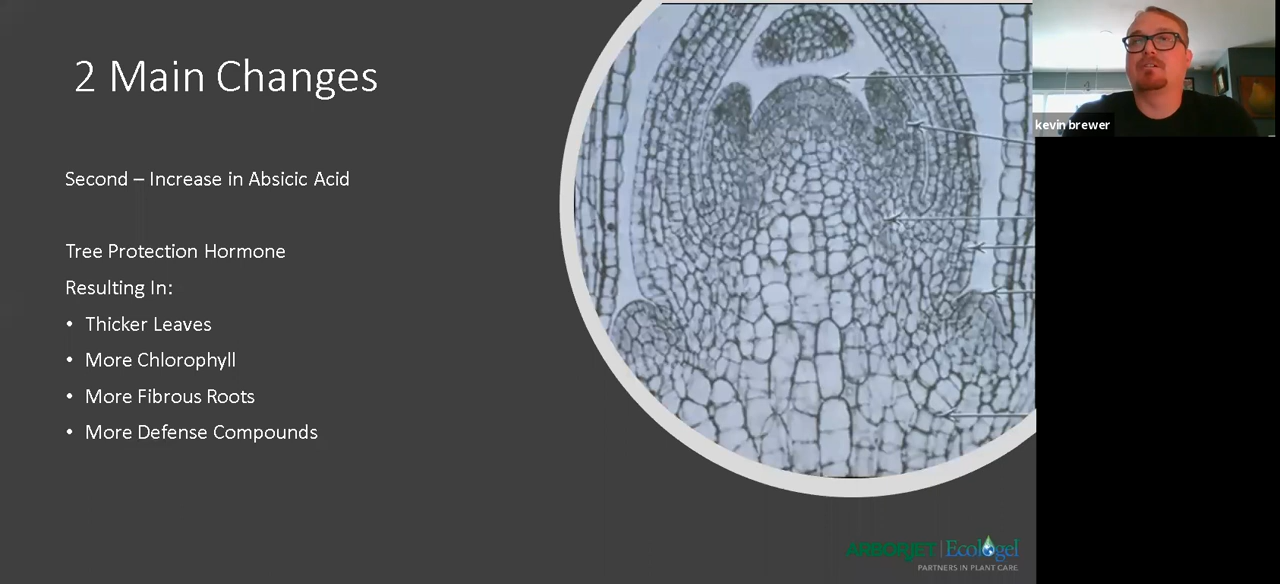 2 Main Changes
Second – Increase in Absicic Acid
Tree Protection Hormone
Resulting In:
• Thicker Leaves
• More Chlorophyll
• More Fibrous Roots
• More Defense Compounds
kevin brewer
ARBORJET | Ecologel
PARTNERS IN PLANT CARE